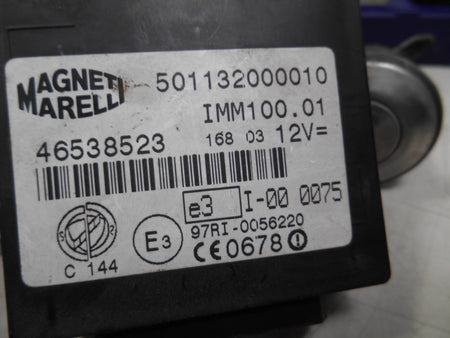 MAGNETI
MARELLI
501132000010
IMM100.01
46538523
168 03 12V=
e3 I-00 0075
E3
97RI-0056220
CE0678!
C 144